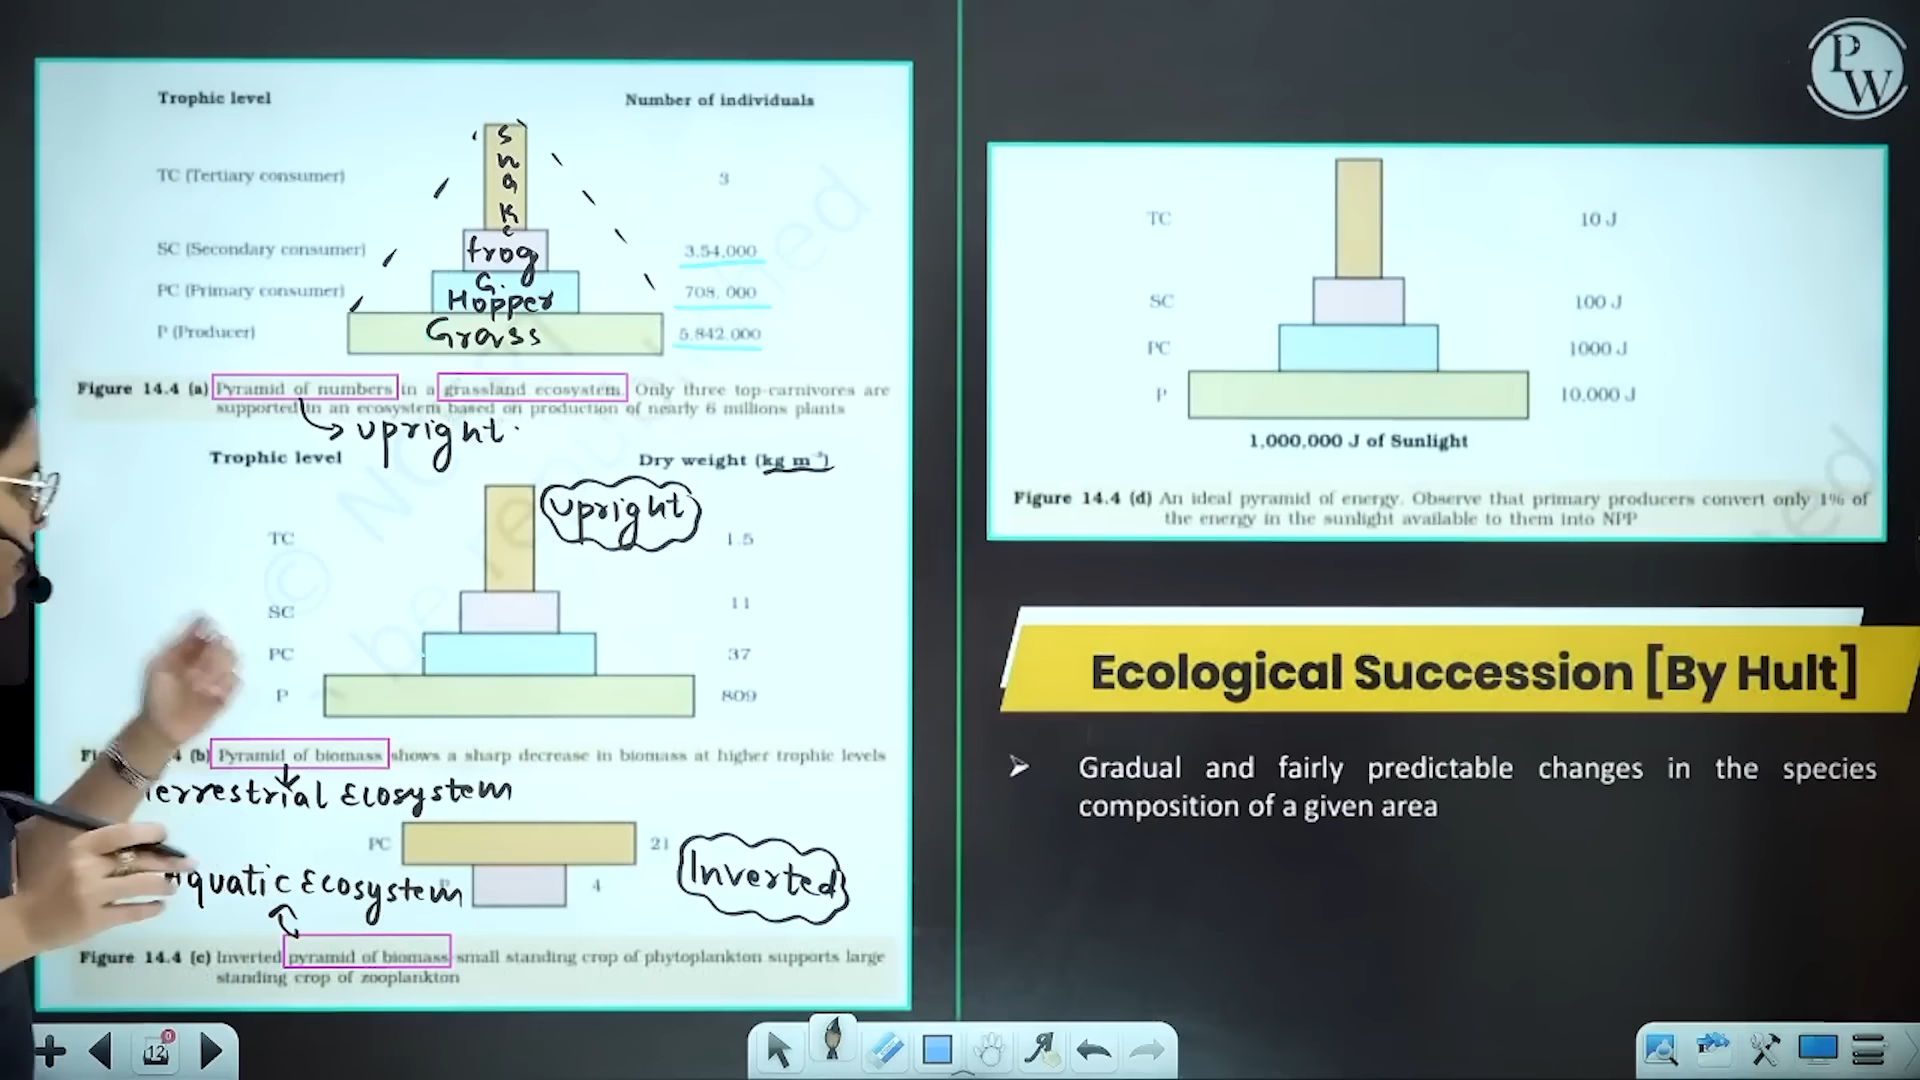 Trophic level Number of individuals
TC (Tertiary consumer) 3
SC (Secondary consumer) 3,54,000
PC (Primary consumer) 708, 000
P (Producer) 5,842,000
snake
frog
G. Hopper
Grass
Figure 14.4 (a) Pyramid of numbers in a grassland ecosystem. Only three top-carnivores are
supported in an ecosystem based on production of nearly 6 millions plants
upright.
Trophic level Dry weight (kg m
upright
TC 1.5
SC 11
PC 37
P 809
(b) Pyramid of biomass shows a sharp decrease in biomass at higher trophic levels
Terrestrial Ecosystem
PC 21
4
Inverted
Aquatic Ecosystem
Figure 14.4 (c) Inverted pyramid of biomass-small standing crop of phytoplankton supports large
standing crop of zooplankton
PW
TC 10 J
SC 100 J
PC 1000 J
P 10,000 J
1,000,000 J of Sunlight
Figure 14.4 (d) An ideal pyramid of energy. Observe that primary producers convert only 1% of
the energy in the sunlight available to them into NPP
Ecological Succession [By Hult]
➢ Gradual and fairly predictable changes in the species
composition of a given area
12